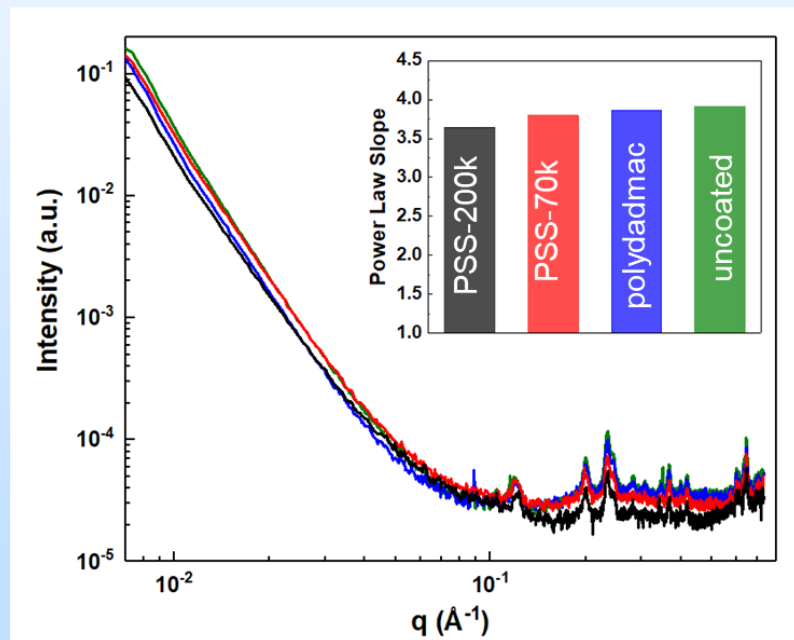 10⁻¹
10⁻²
10⁻³
10⁻⁴
10⁻⁵
Intensity (a.u.)
10⁻²
10⁻¹
q (Å⁻¹)
4.5
4.0
3.5
3.0
2.5
2.0
1.5
1.0
Power Law Slope
PSS-200k
PSS-70k
polydadmac
uncoated